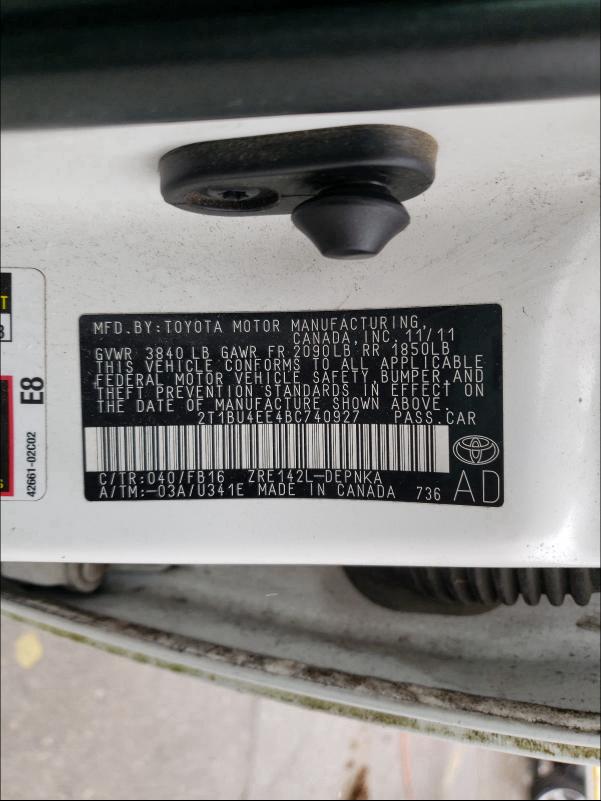 MFD.BY:TOYOTA MOTOR MANUFACTURING,
CANADA, INC. 11/11
GVWR 3840 LB GAWR FR 2090LB RR 1850LB
THIS VEHICLE CONFORMS TO ALL APPLICABLE
FEDERAL MOTOR VEHICLE SAFETY BUMPER,AND
THEFT PREVENTION STANDARDS IN EFFECT ON
THE DATE OF MANUFACTURE SHOWN ABOVE.
2T1BU4EE4BC740927 PASS.CAR
C/TR:040/FB16 ZRE142L-DEPNKA
A/TM:-03A/U341E MADE IN CANADA 736
AD
E8
42661-02C02